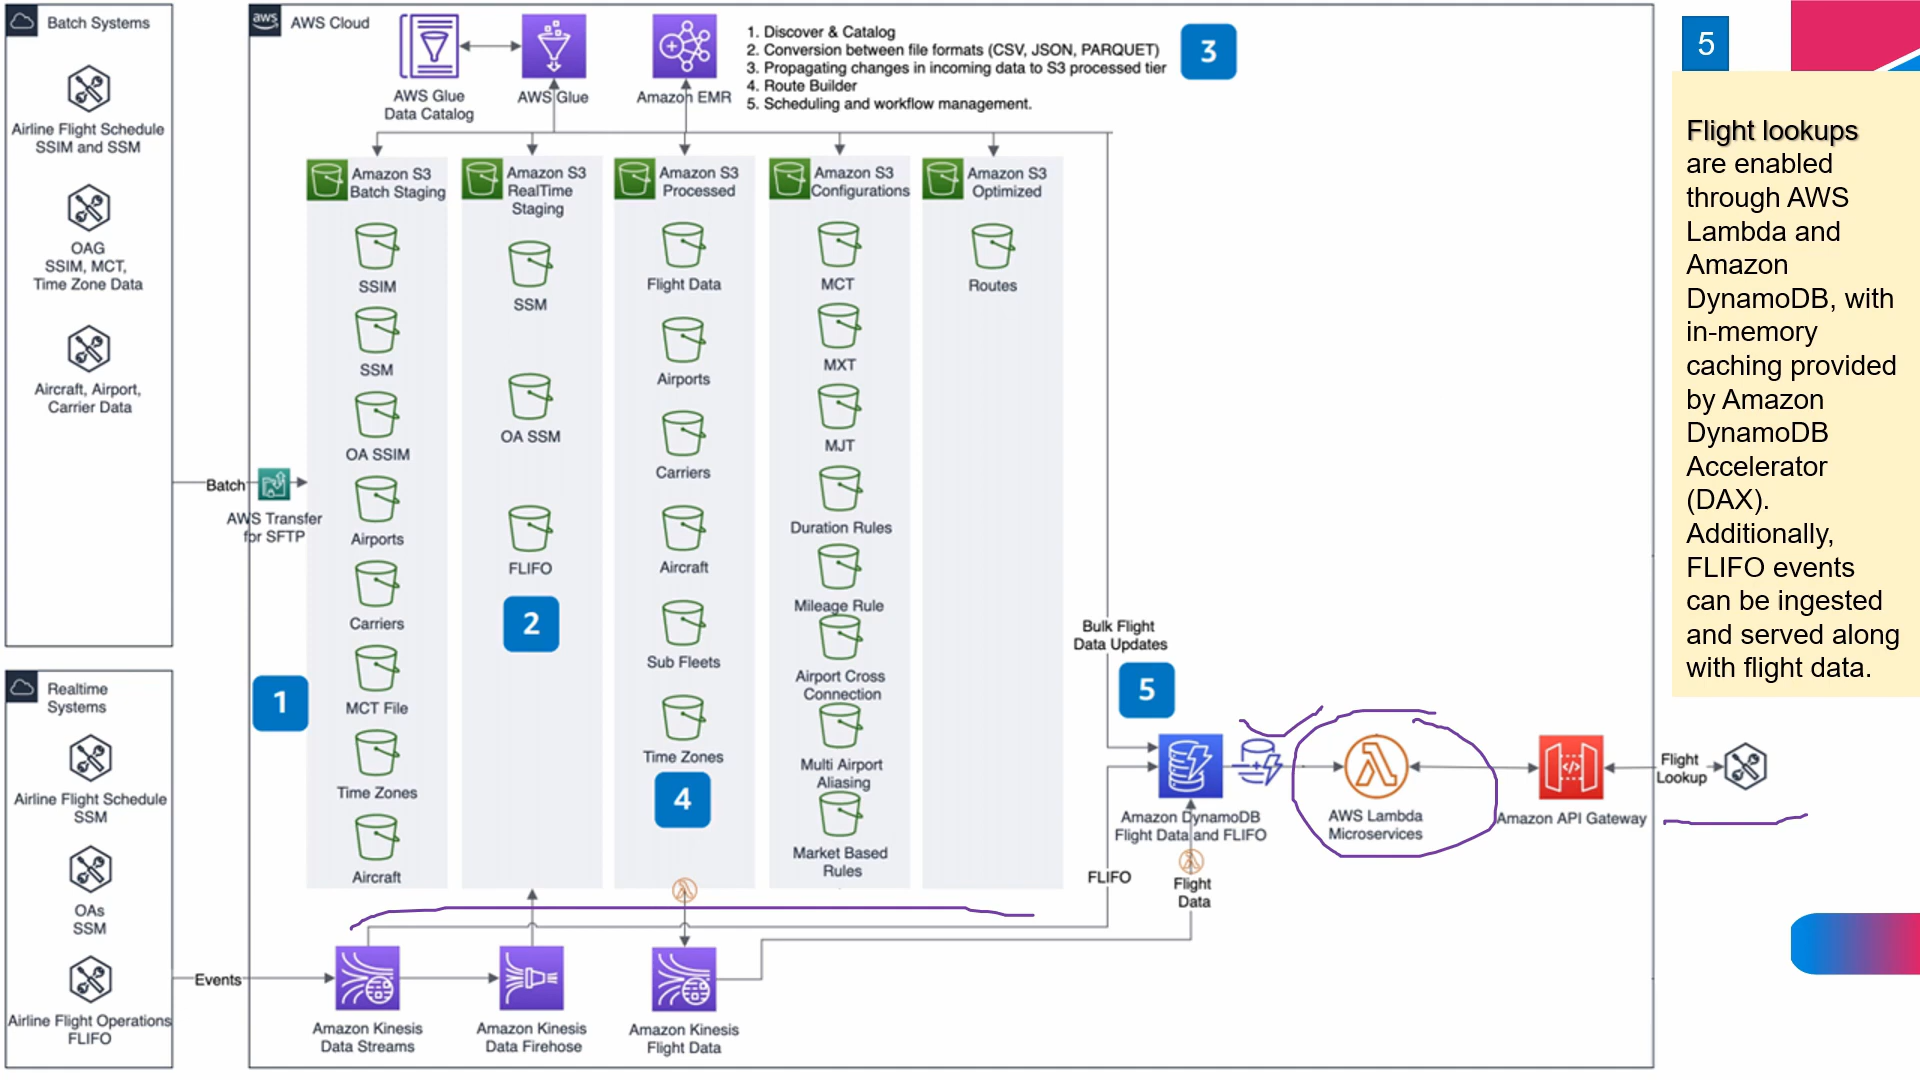 Batch Systems
Airline Flight Schedule
SSIM and SSM
OAG
SSIM, MCT,
Time Zone Data
Aircraft, Airport,
Carrier Data
Realtime
Systems
Airline Flight Schedule
SSM
OAs
SSM
Airline Flight Operations
FLIFO
Batch
AWS Transfer
for SFTP
Events
aws
AWS Cloud
AWS Glue
Data Catalog
AWS Glue
Amazon EMR
1. Discover & Catalog
2. Conversion between file formats (CSV, JSON, PARQUET)
3. Propagating changes in incoming data to S3 processed tier
4. Route Builder
5. Scheduling and workflow management.
3
Amazon S3
Batch Staging
SSIM
SSM
OA SSIM
Airports
Carriers
MCT File
Time Zones
Aircraft
1
Amazon S3
RealTime
Staging
SSM
OA SSM
FLIFO
2
Amazon S3
Processed
Flight Data
Airports
Carriers
Aircraft
Sub Fleets
Time Zones
4
Amazon S3
Configurations
MCT
MXT
MJT
Duration Rules
Mileage Rule
Airport Cross
Connection
Multi Airport
Aliasing
Market Based
Rules
Amazon S3
Optimized
Routes
Amazon Kinesis
Data Streams
Amazon Kinesis
Data Firehose
Amazon Kinesis
Flight Data
Bulk Flight
Data Updates
5
Amazon DynamoDB
Flight Data and FLIFO
FLIFO
Flight
Data
AWS Lambda
Microservices
Amazon API Gateway
Flight
Lookup
5
Flight lookups
are enabled
through AWS
Lambda and
Amazon
DynamoDB, with
in-memory
caching provided
by Amazon
DynamoDB
Accelerator
(DAX).
Additionally,
FLIFO events
can be ingested
and served along
with flight data.